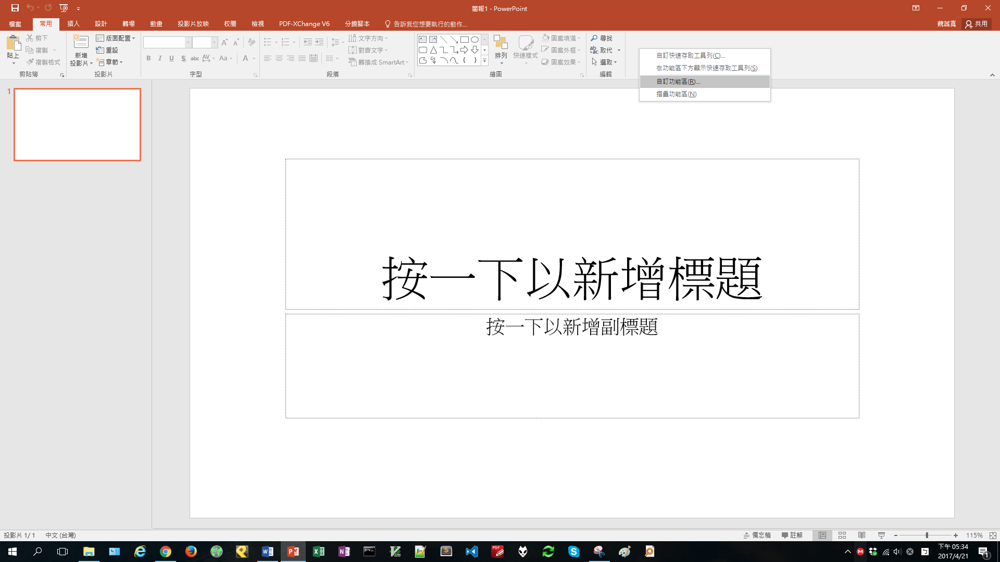 簡報1 - PowerPoint
檔案 常用 插入 設計 轉場 動畫 投影片放映 校閱 檢視 PDF-XChange V6 分鏡腳本 告訴我您想要執行的動作... 魏誠寬 共用
貼上
剪下
複製
複製格式
剪貼簿
新增
投影片
版面配置
重設
章節
投影片
B I U S abc AV Aa A
字型
文字方向
對齊文字
轉換成 SmartArt
段落
排列
快速樣式
圖案填滿
圖案外框
圖案效果
繪圖
尋找
取代
選取
編輯
自訂快速存取工具列(C)...
在功能區下方顯示快速存取工具列(S)
自訂功能區(R)...
摺疊功能區(N)
1
按一下以新增標題
按一下以新增副標題
投影片 1/ 1 中文 (台灣) 備忘稿 註解 115%
下午 05:34
2017/4/21